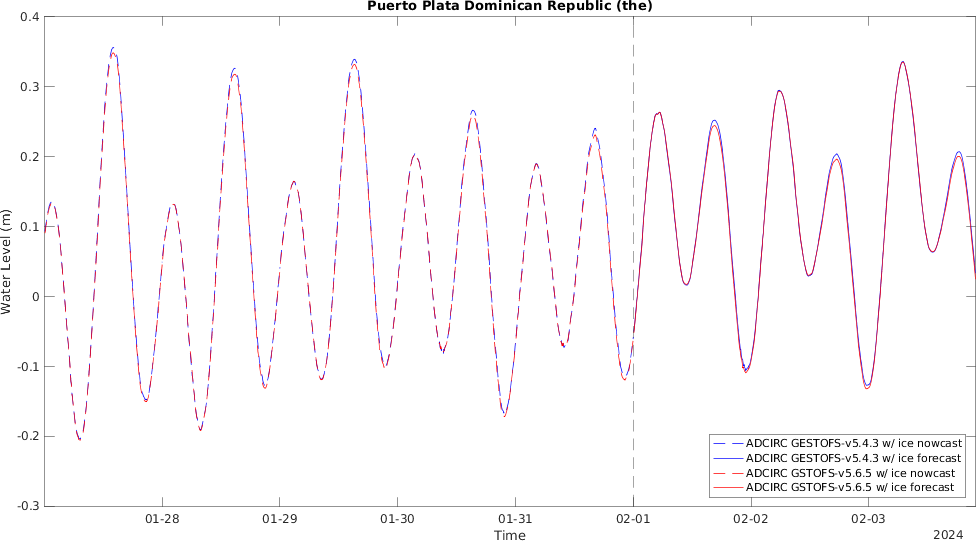 Puerto Plata Dominican Republic (the)
0.4
0.3
0.2
0.1
0
-0.1
-0.2
-0.3
Water Level (m)
ADCIRC GESTOFS-v5.4.3 w/ ice nowcast
ADCIRC GESTOFS-v5.4.3 w/ ice forecast
ADCIRC GSTOFS-v5.6.5 w/ ice nowcast
ADCIRC GSTOFS-v5.6.5 w/ ice forecast
01-28 01-29 01-30 01-31 02-01 02-02 02-03
Time
2024